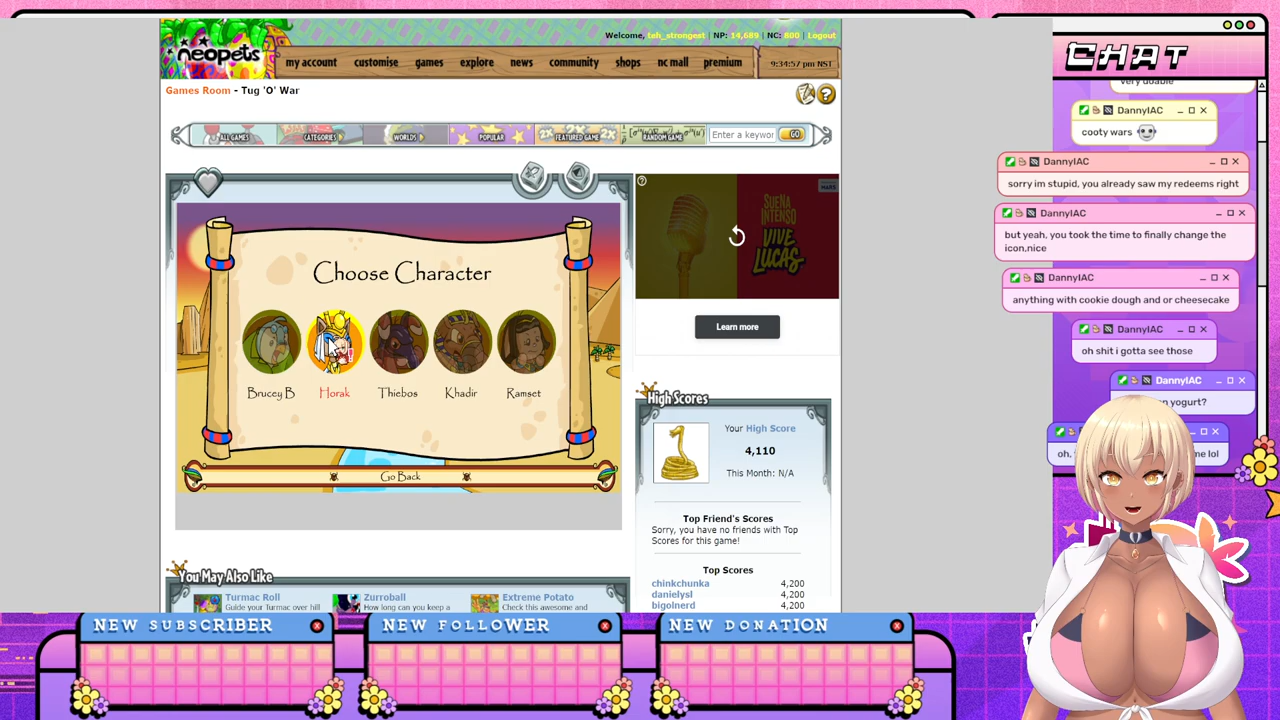 neopets
Welcome, teh_strongest | NP: 14,689 | NC: 800 | Logout
my account customise games explore news community shops nc mall premium 9:34:57 pm NST
Games Room - Tug 'O' War
ALL GAMES CATEGORIES WORLDS POPULAR 2X FEATURED GAME 2X RANDOM GAME Enter a keywor GO
Choose Character
Brucey B Horak Thiebos Khadir Ramset
Go Back
SUENA
INTENSO
VIVE
LUCAS
MARS
Learn more
High Scores
Your High Score
4,110
This Month: N/A
Top Friend's Scores
Sorry, you have no friends with Top
Scores for this game!
Top Scores
chinkchunka 4,200
danielysl 4,200
bigolnerd 4,200
You May Also Like
Turmac Roll
Guide your Turmac over hill
Zurroball
How long can you keep a
Extreme Potato
Check this awesome and
CHAT
very doable
DannyIAC
cooty wars
DannyIAC
sorry im stupid, you already saw my redeems right
DannyIAC
but yeah, you took the time to finally change the
icon,nice
DannyIAC
anything with cookie dough and or cheesecake
DannyIAC
oh shit i gotta see those
DannyIAC
yogurt?
oh, me lol
NEW SUBSCRIBER NEW FOLLOWER NEW DONATION